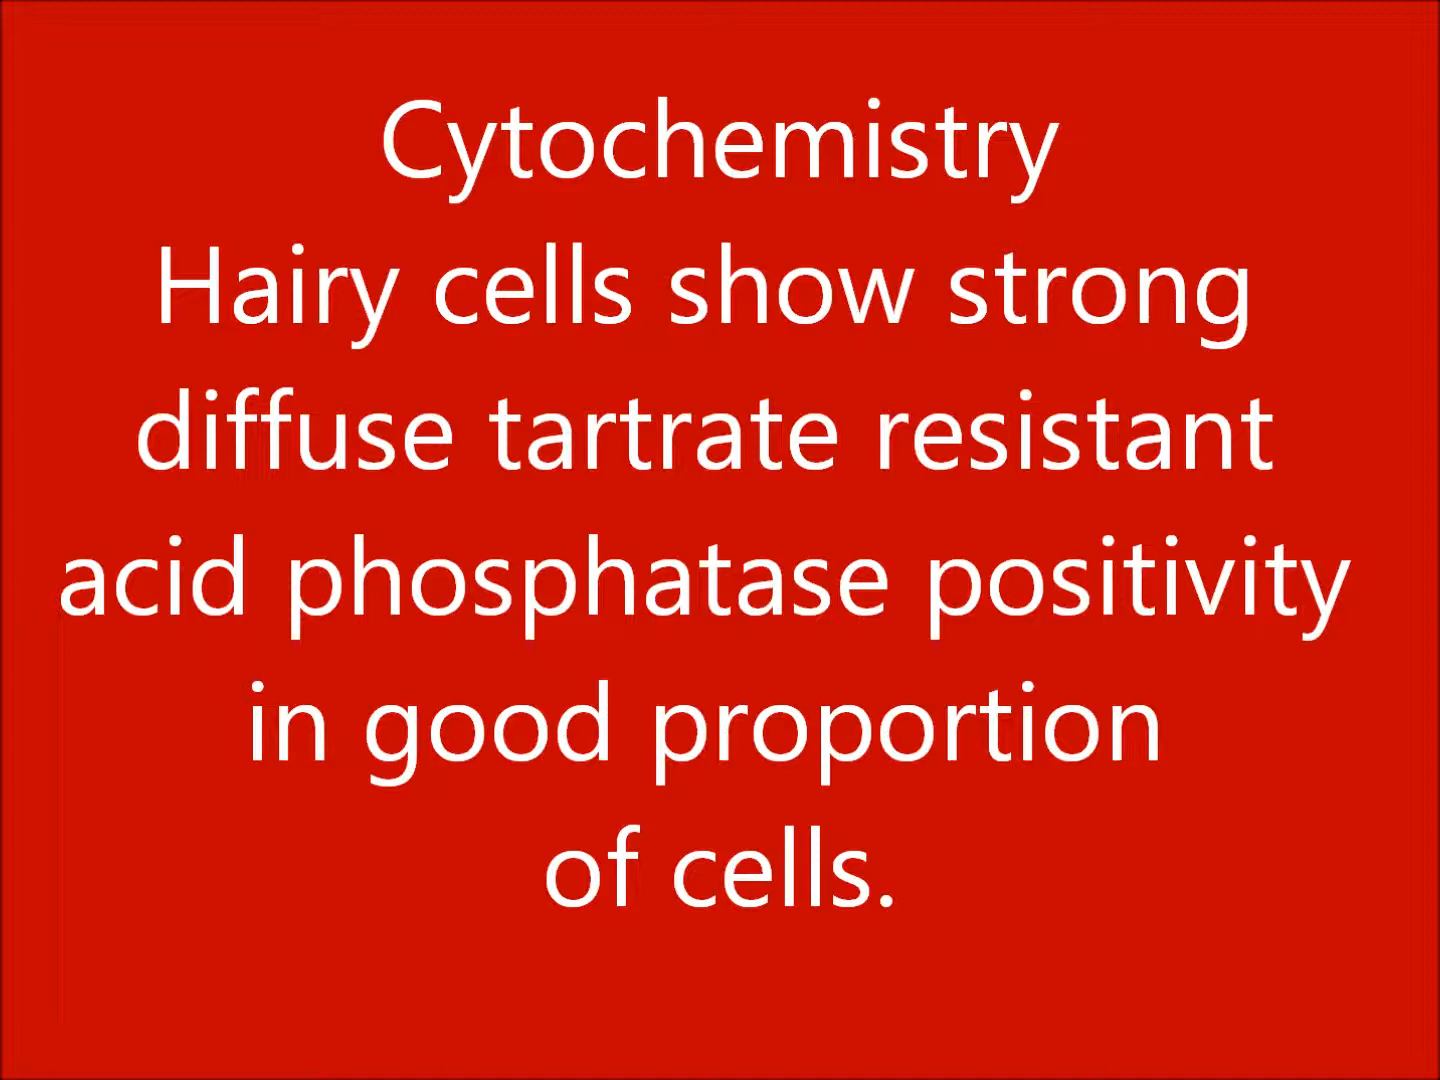 Cytochemistry
Hairy cells show strong
diffuse tartrate resistant
acid phosphatase positivity
in good proportion
of cells.